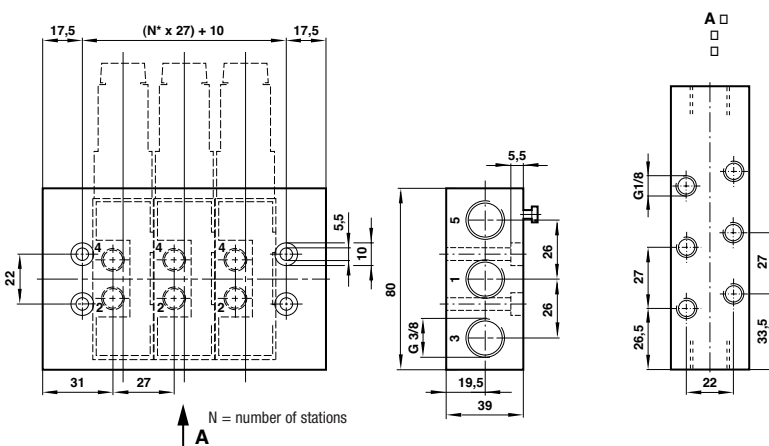 17,5
(N* x 27) + 10
17,5
A
5,5
5,5
G1/8
4 4 4
5
10
26
22
80
1
27
27
2 2 2
26
G 3/8
3
26,5
33,5
31
27
19,5
22
39
N = number of stations
A